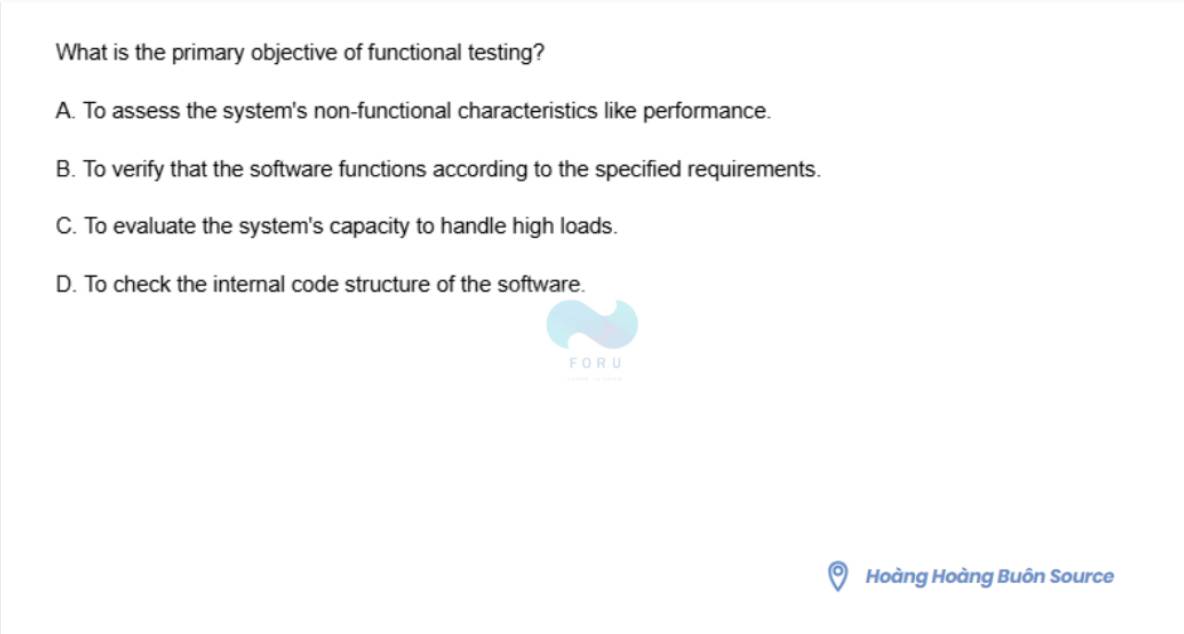 What is the primary objective of functional testing?
A. To assess the system's non-functional characteristics like performance.
B. To verify that the software functions according to the specified requirements.
C. To evaluate the system's capacity to handle high loads.
D. To check the internal code structure of the software.
FORU
Hoàng Hoàng Buôn Source